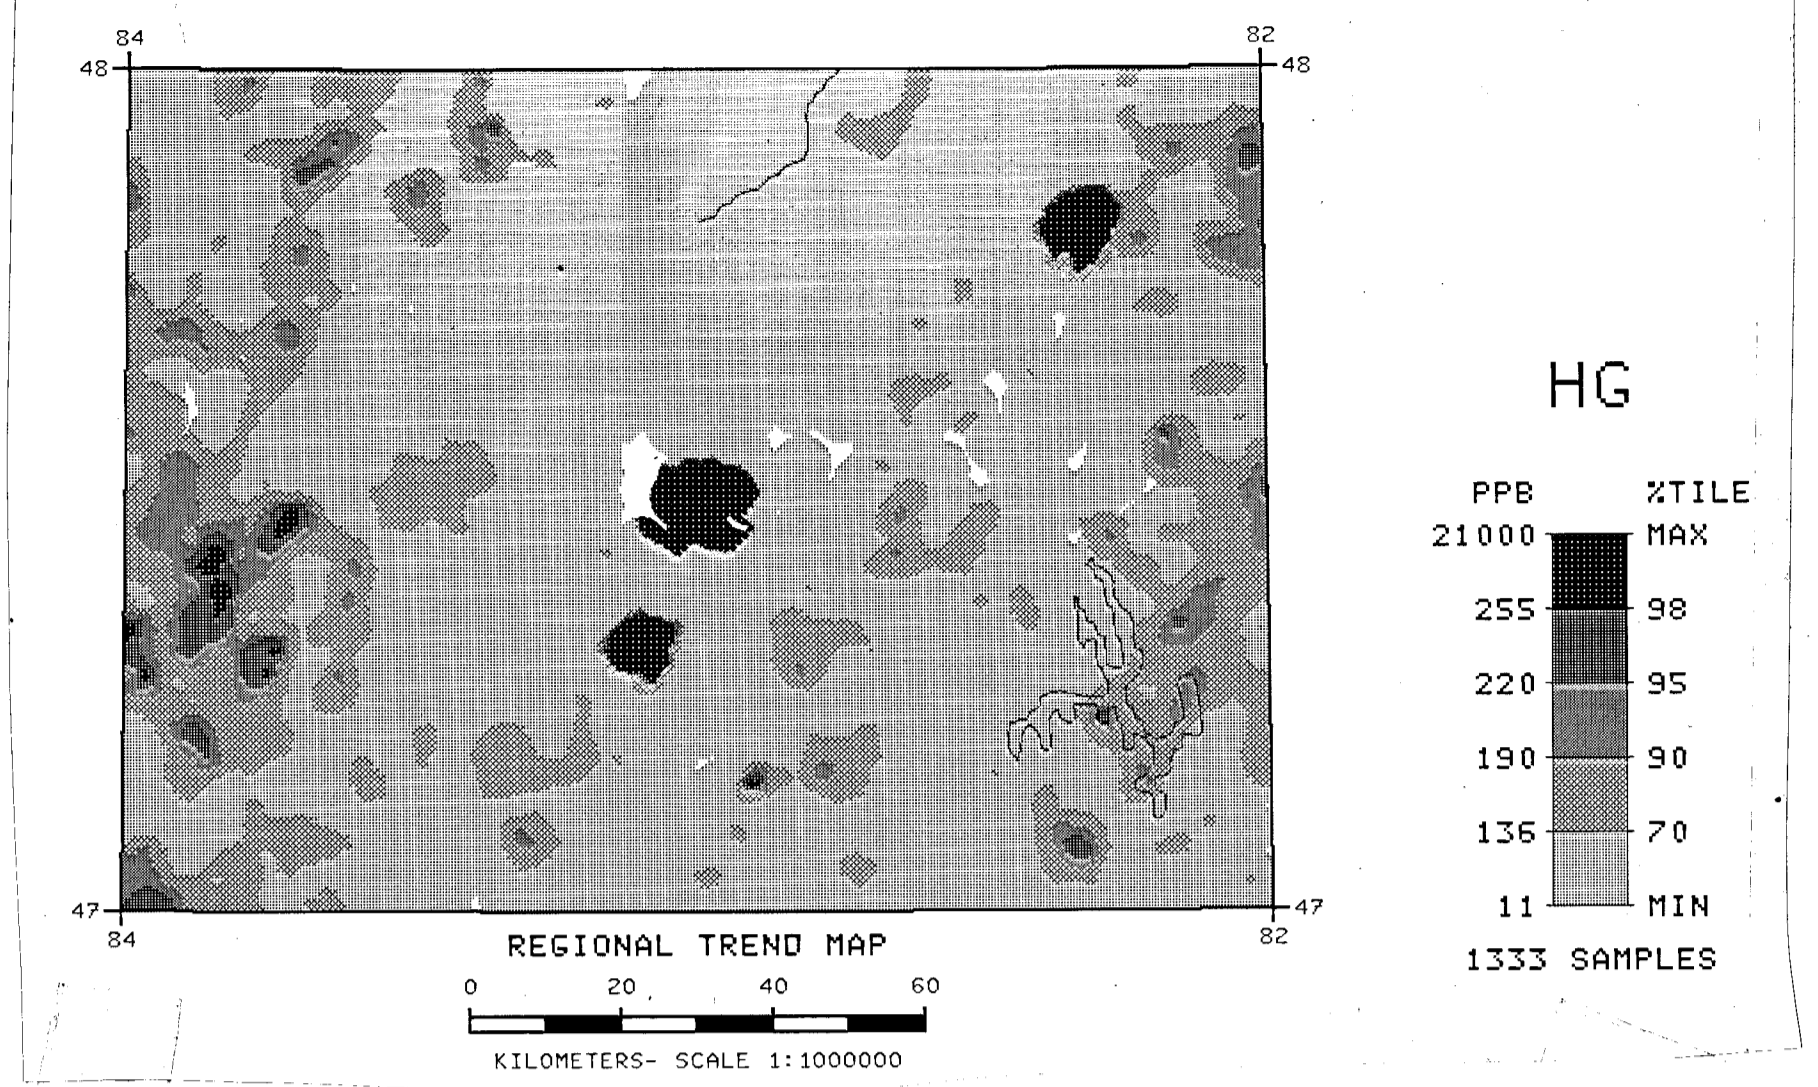 84 82
48 48
HG
PPB %TILE
21000 MAX
255 98
220 95
190 90
136 70
11 MIN
1333 SAMPLES
47 47
84 82
REGIONAL TREND MAP
0 20 40 60
KILOMETERS- SCALE 1:1000000